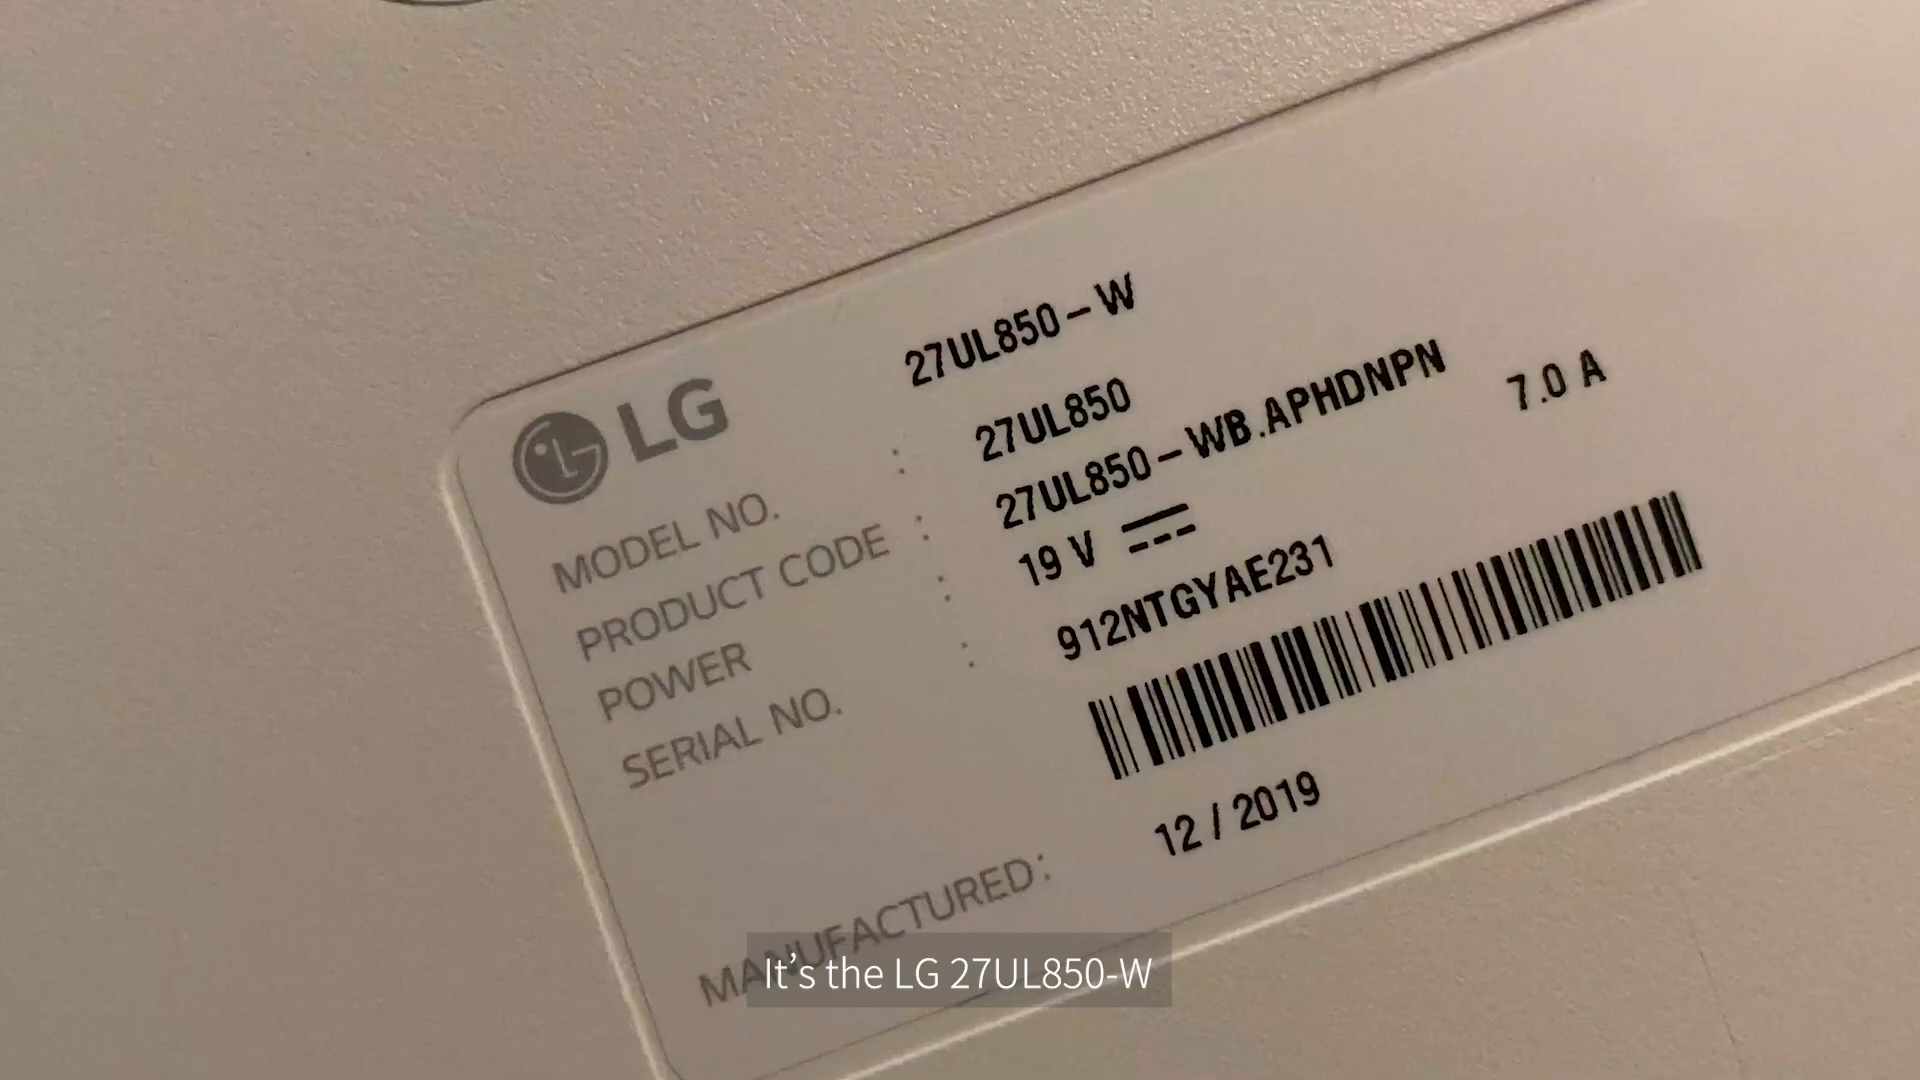 LG
27UL850-W
MODEL NO. : 27UL850
PRODUCT CODE : 27UL850-WB.APHDNPN
POWER : 19 V ⎓ 7.0 A
SERIAL NO. : 912NTGYAE231
MANUFACTURED: 12 / 2019
It’s the LG 27UL850-W